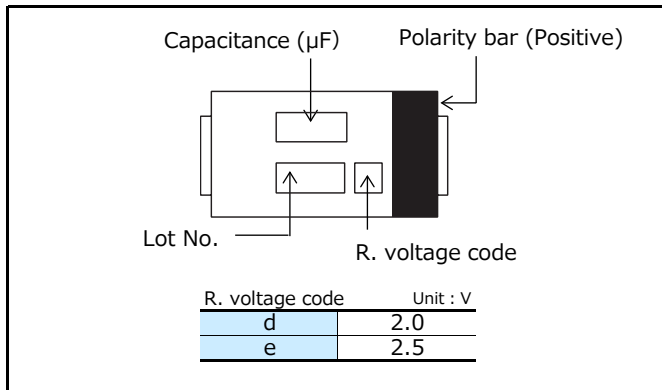 Capacitance (µF)
Polarity bar (Positive)
Lot No.
R. voltage code
R. voltage code Unit : V
d 2.0
e 2.5